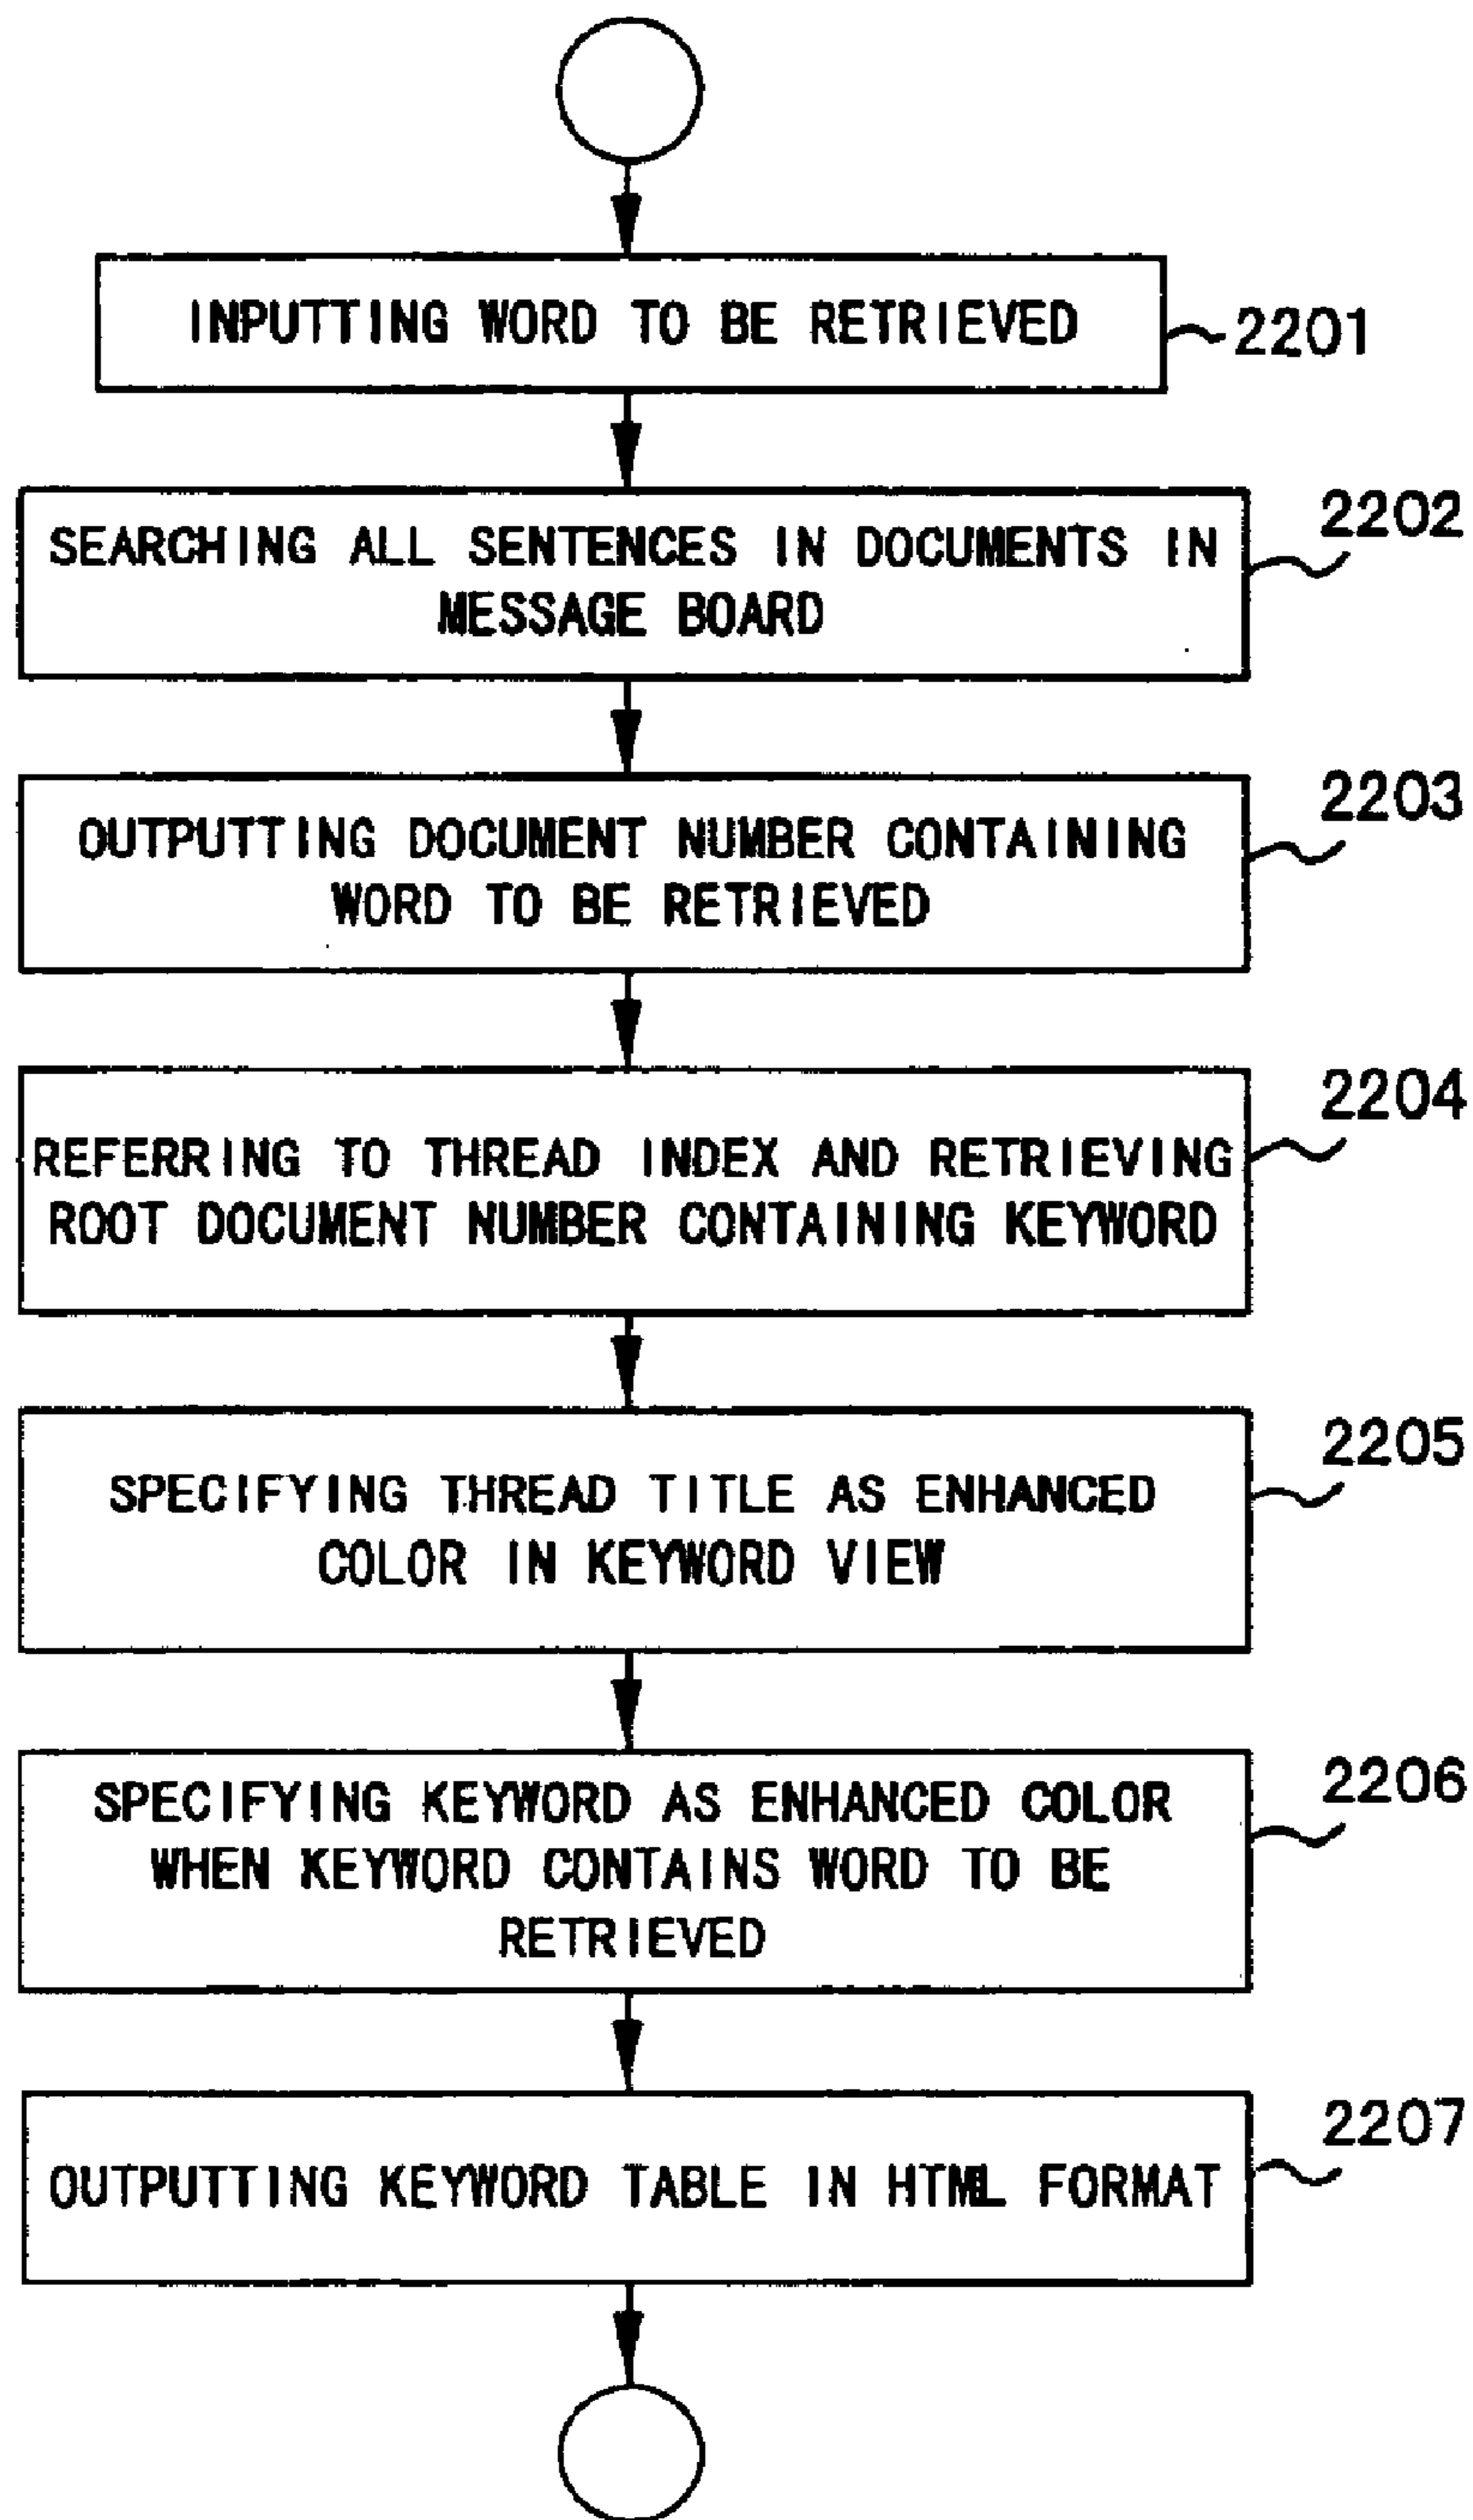 INPUTTING WORD TO BE RETRIEVED
2201
SEARCHING ALL SENTENCES IN DOCUMENTS IN
MESSAGE BOARD
2202
OUTPUTTING DOCUMENT NUMBER CONTAINING
WORD TO BE RETRIEVED
2203
REFERRING TO THREAD INDEX AND RETRIEVING
ROOT DOCUMENT NUMBER CONTAINING KEYWORD
2204
SPECIFYING THREAD TITLE AS ENHANCED
COLOR IN KEYWORD VIEW
2205
SPECIFYING KEYWORD AS ENHANCED COLOR
WHEN KEYWORD CONTAINS WORD TO BE
RETRIEVED
2206
OUTPUTTING KEYWORD TABLE IN HTML FORMAT
2207